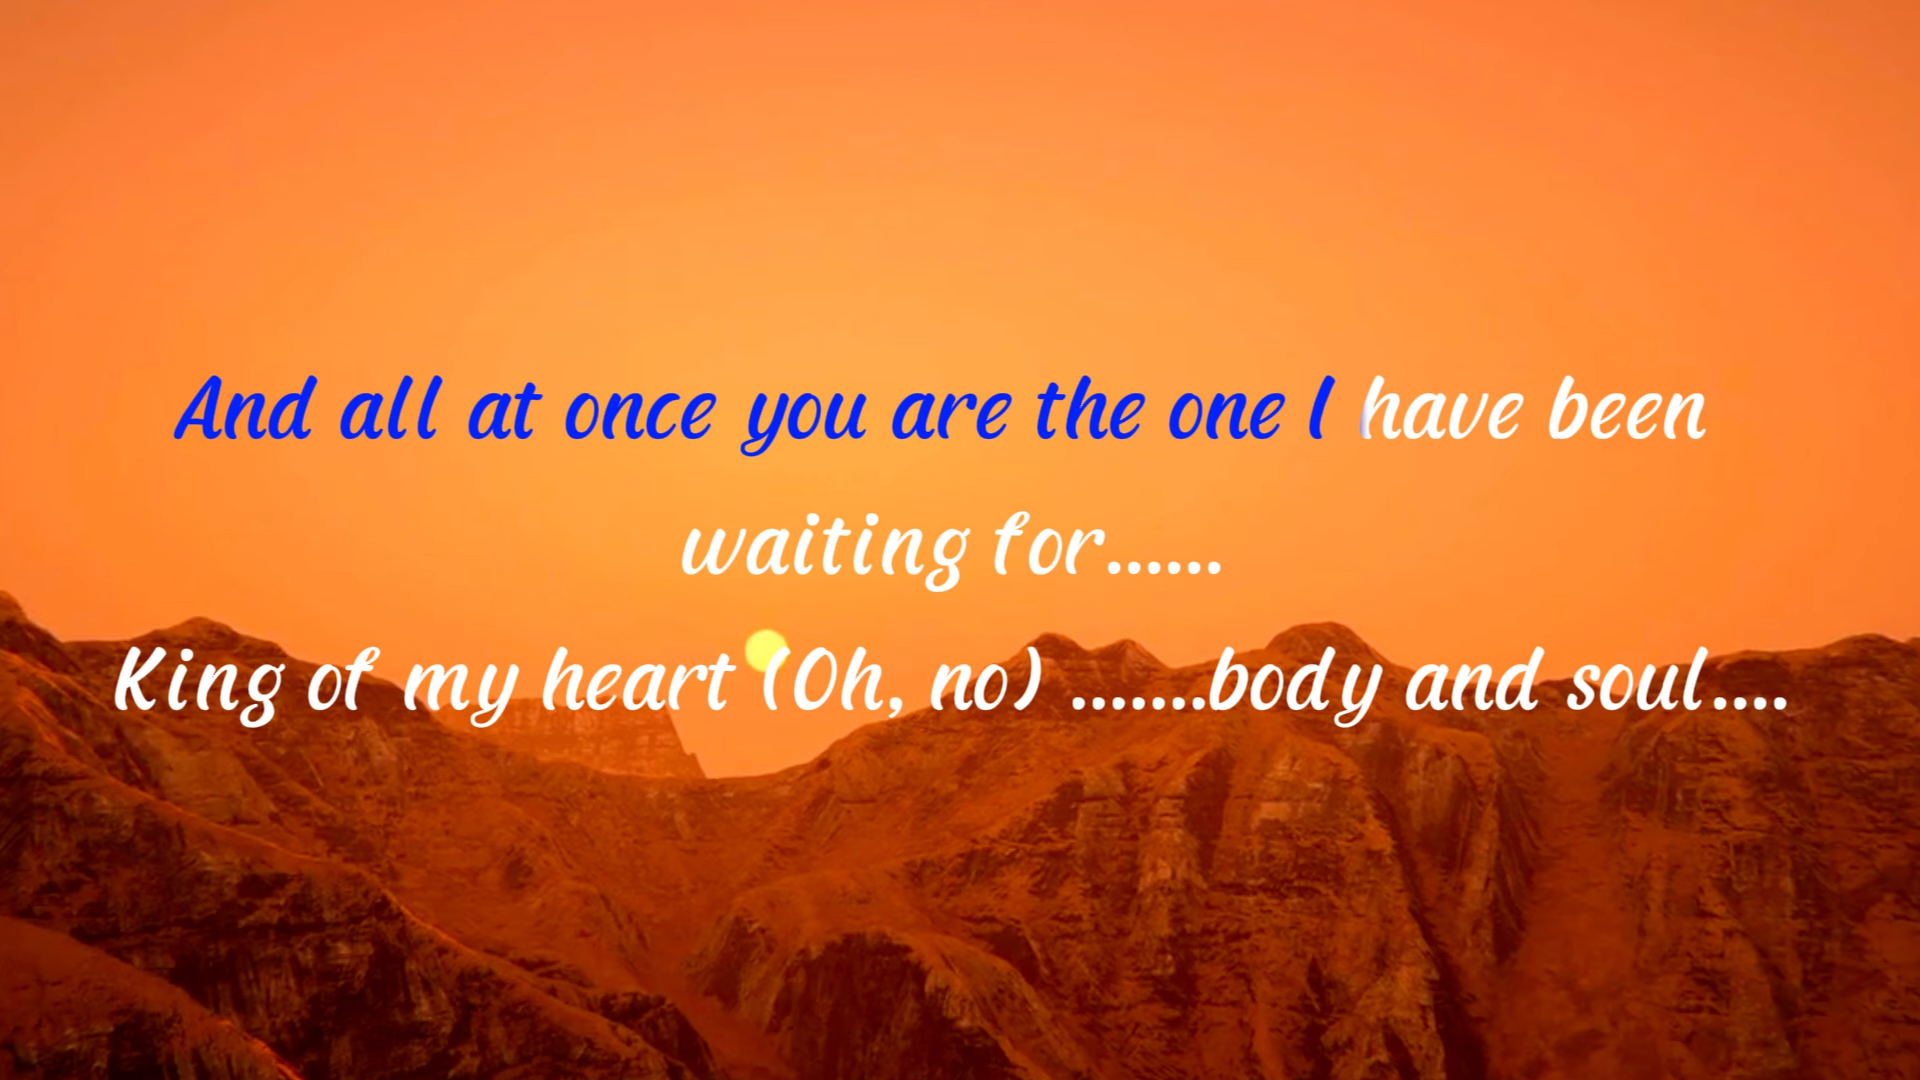 And all at once you are the one I have been
waiting for......
King of my heart (Oh, no) .......body and soul....